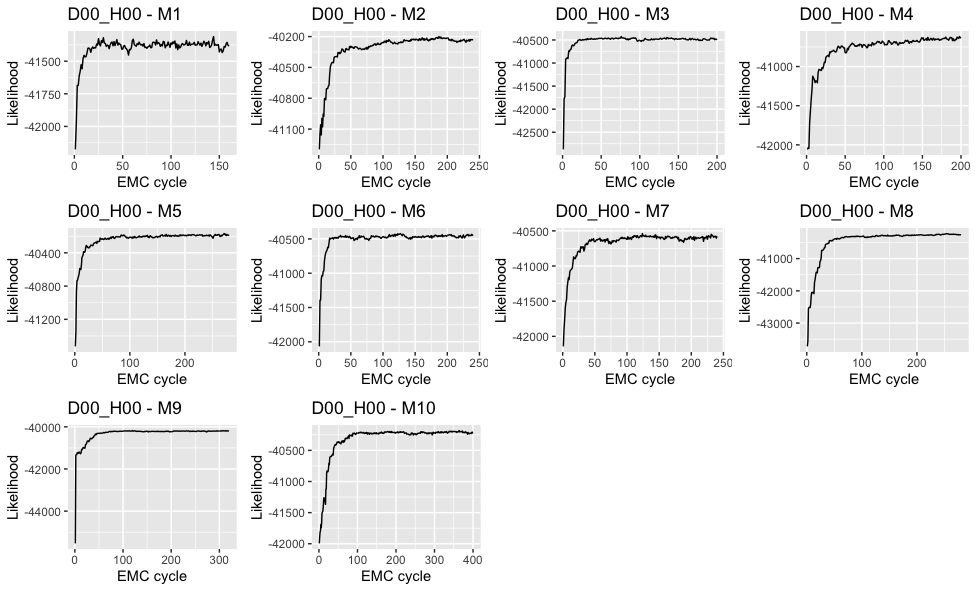 D00_H00 - M1
Likelihood
-41500
-41750
-42000
0 50 100 150
EMC cycle
D00_H00 - M2
Likelihood
-40200
-40500
-40800
-41100
0 50 100 150 200 250
EMC cycle
D00_H00 - M3
Likelihood
-40500
-41000
-41500
-42000
-42500
0 50 100 150 200
EMC cycle
D00_H00 - M4
Likelihood
-41000
-41500
-42000
0 50 100 150 200
EMC cycle
D00_H00 - M5
Likelihood
-40400
-40800
-41200
0 100 200
EMC cycle
D00_H00 - M6
Likelihood
-40500
-41000
-41500
-42000
0 50 100 150 200 250
EMC cycle
D00_H00 - M7
Likelihood
-40500
-41000
-41500
-42000
0 50 100 150 200 250
EMC cycle
D00_H00 - M8
Likelihood
-41000
-42000
-43000
0 100 200
EMC cycle
D00_H00 - M9
Likelihood
-40000
-42000
-44000
0 100 200 300
EMC cycle
D00_H00 - M10
Likelihood
-40500
-41000
-41500
-42000
0 100 200 300 400
EMC cycle